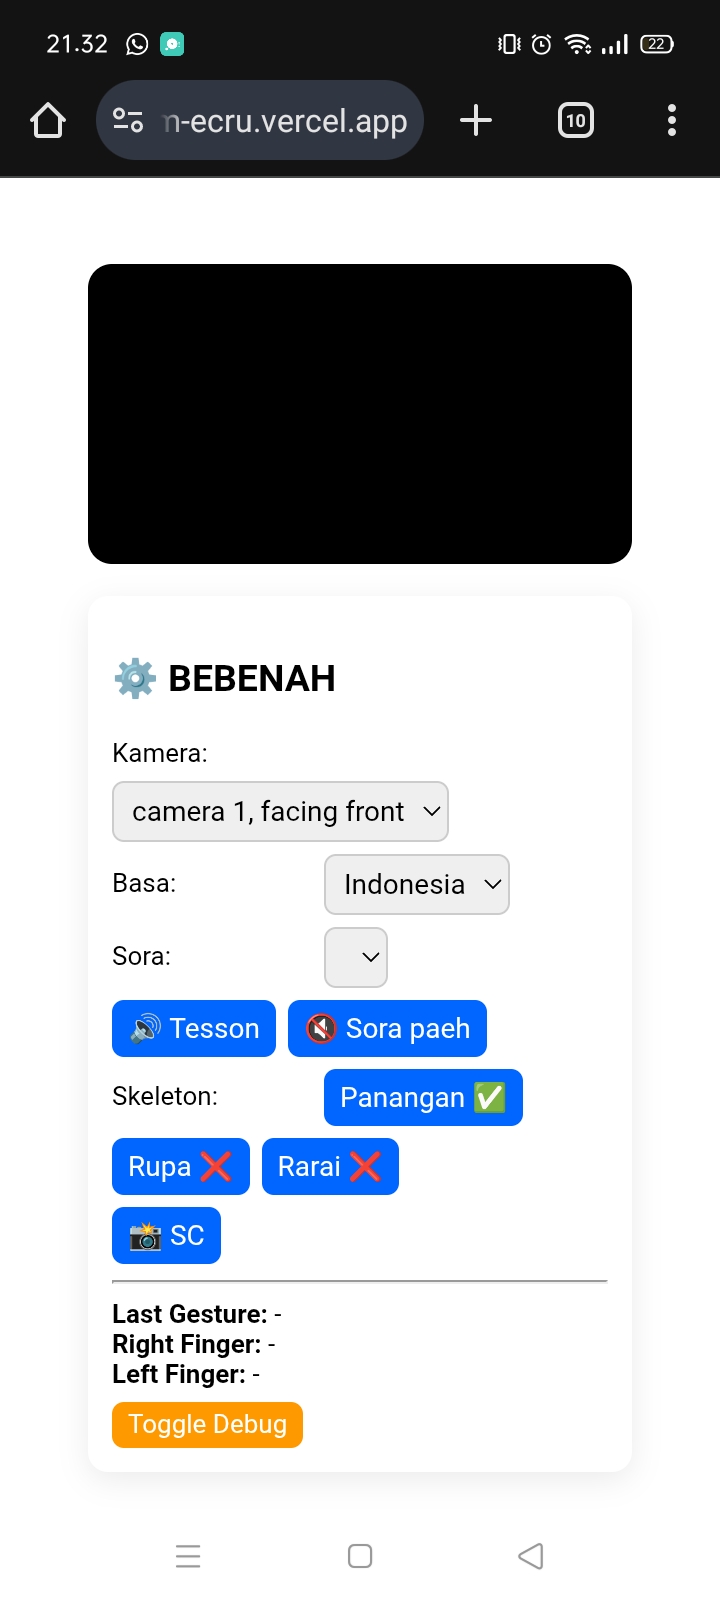 21.32
22
n-ecru.vercel.app
10
BEBENAH
Kamera:
camera 1, facing front
Basa:
Indonesia
Sora:
Tesson
Sora paeh
Skeleton:
Panangan ✅
Rupa ❌
Rarai ❌
📸 SC
Last Gesture: -
Right Finger: -
Left Finger: -
Toggle Debug